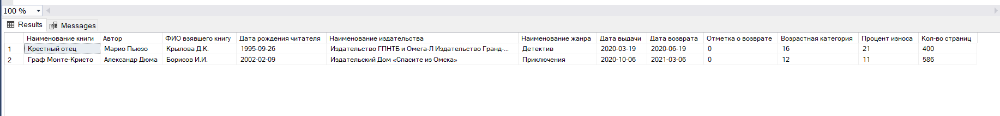 100 %
Results Messages
Наименование книги Автор ФИО взявшего книгу Дата рождения читателя Наименование издательства Наименование жанра Дата выдачи Дата возврата Отметка о возврате Возрастная категория Процент износа Кол-во страниц
1 Крестный отец Марио Пьюзо Крылова Д.К. 1995-09-26 Издательство ГПНТБ и Омега-Л Издательство Гранд-... Детектив 2020-03-19 2020-06-19 0 16 21 400
2 Граф Монте-Кристо Александр Дюма Борисов И.И. 2002-02-09 Издательский Дом «Спасите из Омска» Приключения 2020-10-06 2021-03-06 0 12 11 586